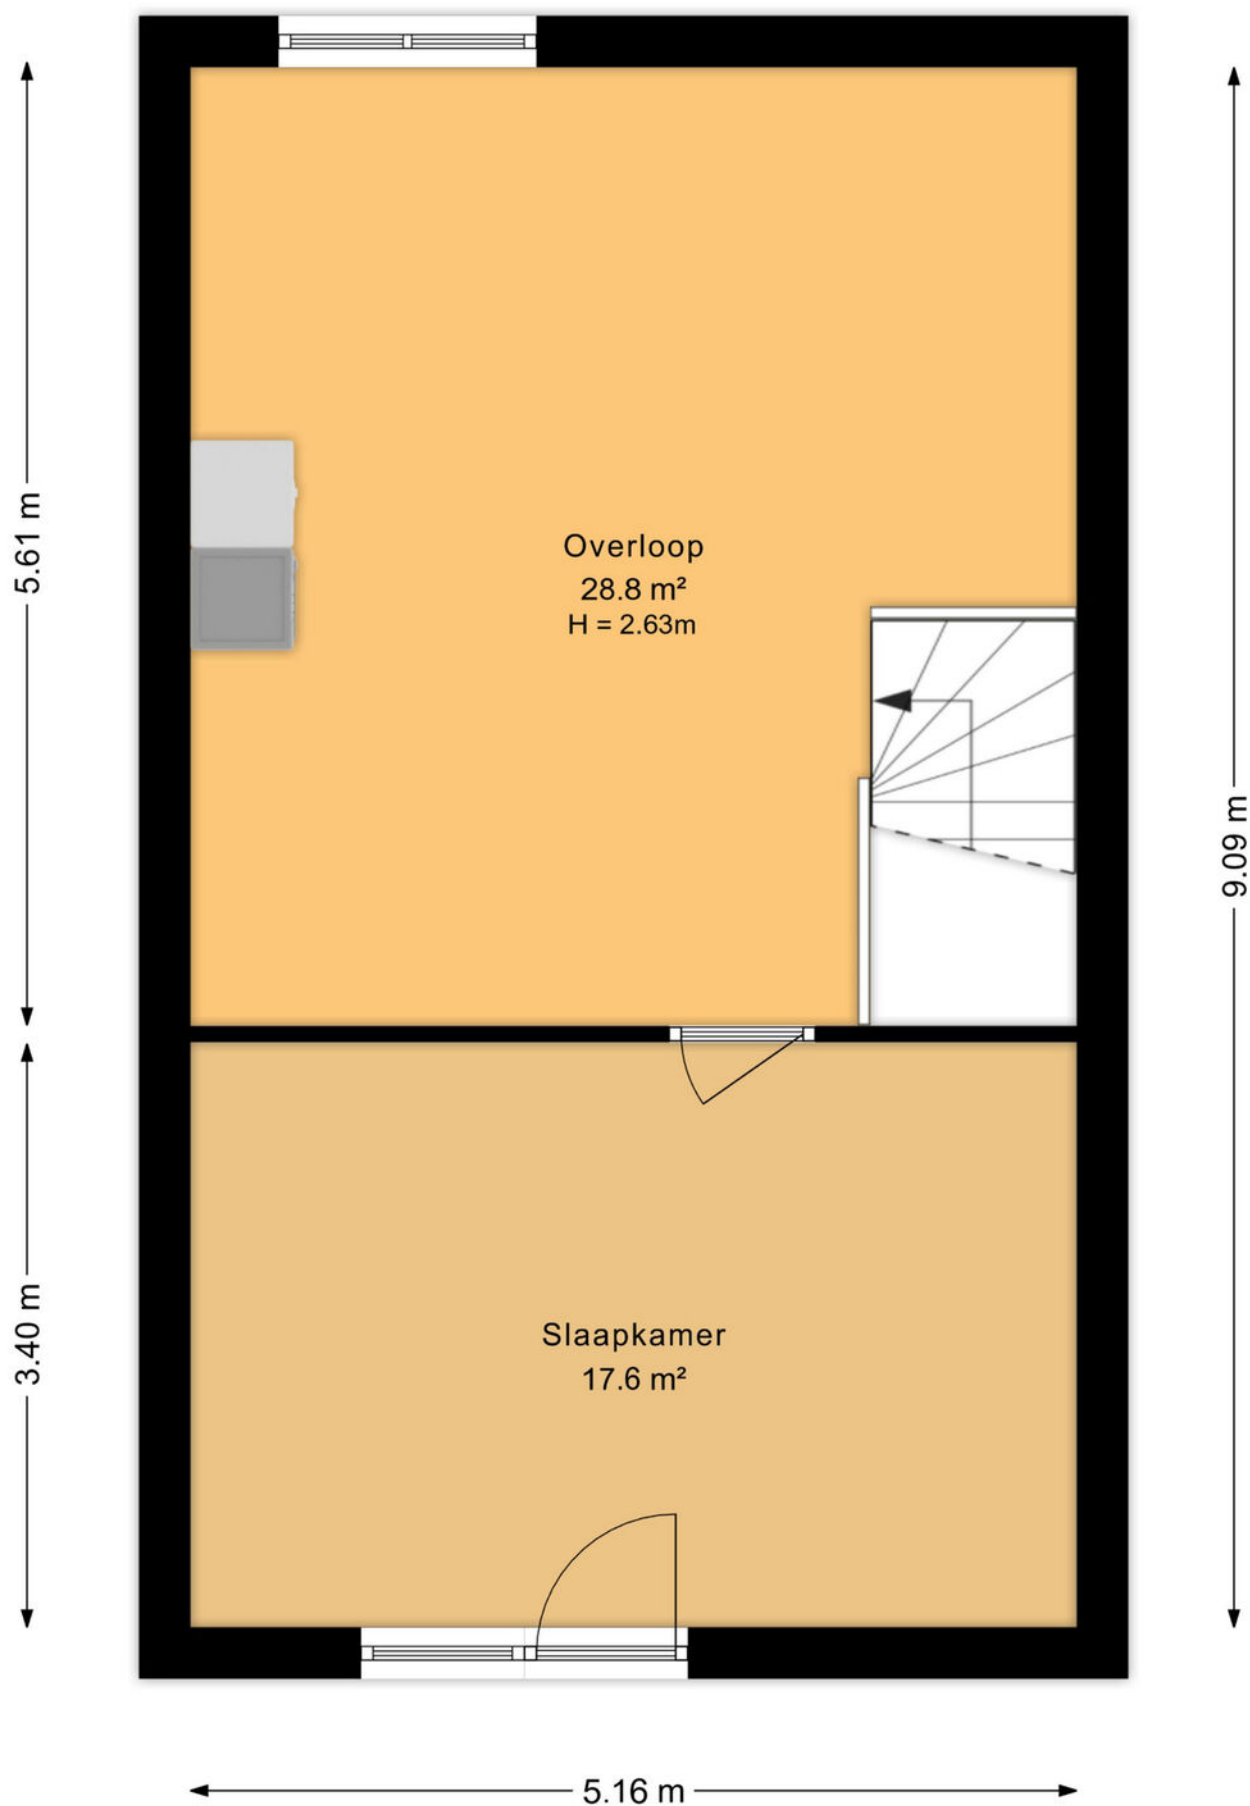 5.61 m
Overloop
28.8 m²
H = 2.63m
9.09 m
3.40 m
Slaapkamer
17.6 m²
5.16 m